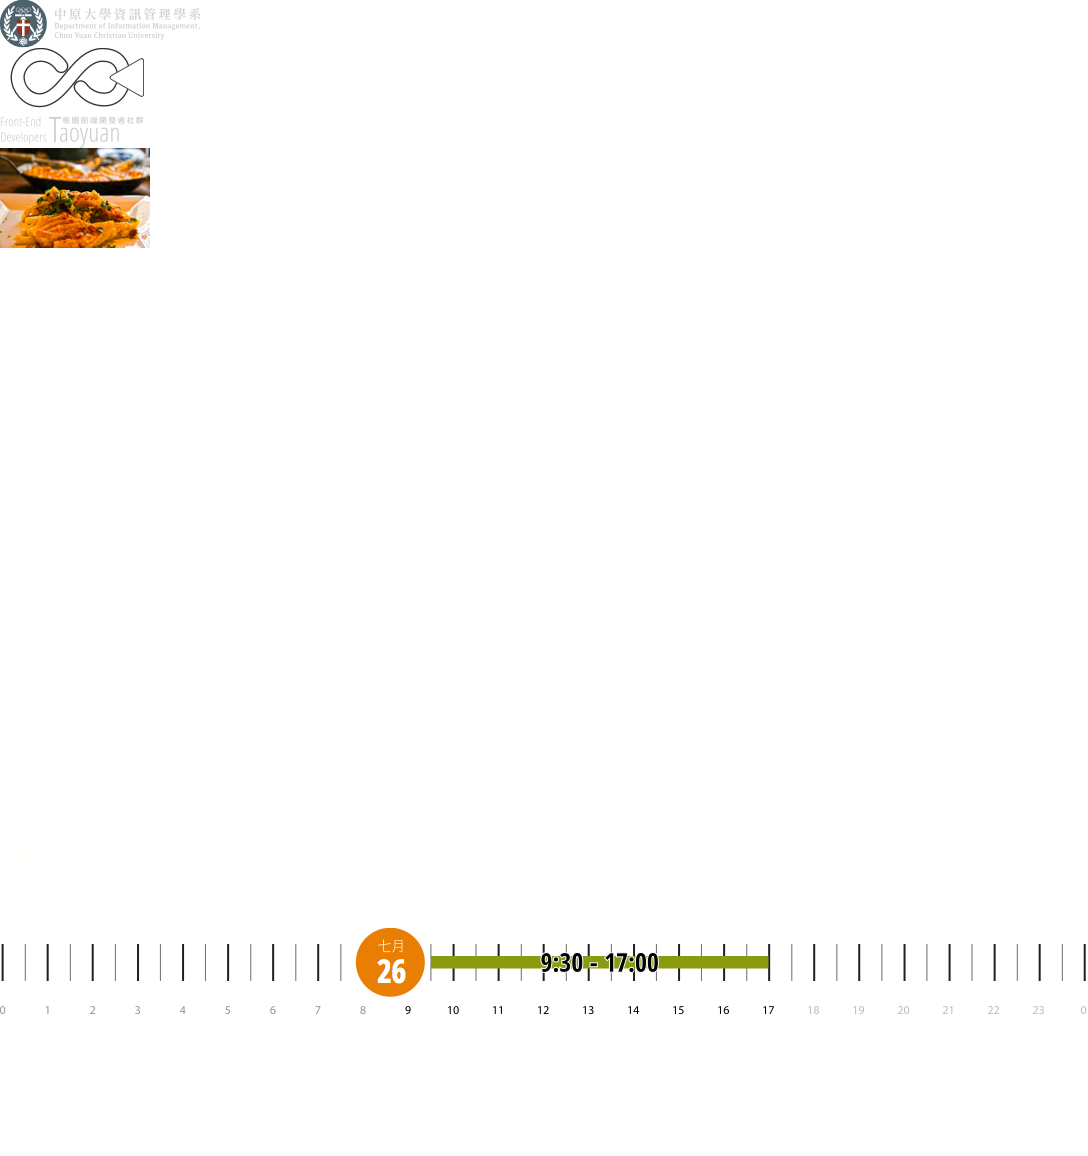 中原大學資訊管理學系
Department of Information Management.
Chun Yuan Christian University
Front-End
Developers
Taoyuan
桃園前端開發者社群
七月
26
9:30 - 17:00
0 1 2 3 4 5 6 7 8 9 10 11 12 13 14 15 16 17 18 19 20 21 22 23 0